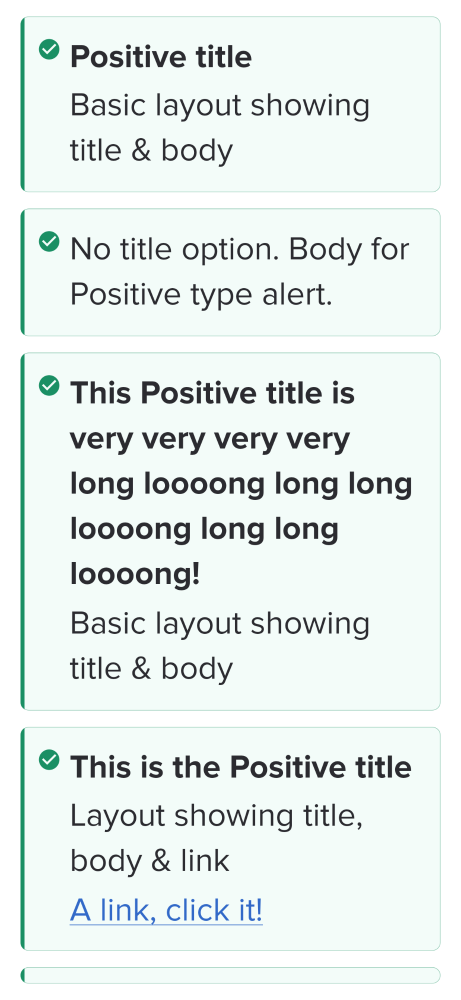 Positive title
Basic layout showing
title & body
No title option. Body for
Positive type alert.
This Positive title is
very very very very
long loooong long long
loooong long long
loooong!
Basic layout showing
title & body
This is the Positive title
Layout showing title,
body & link
A link, click it!